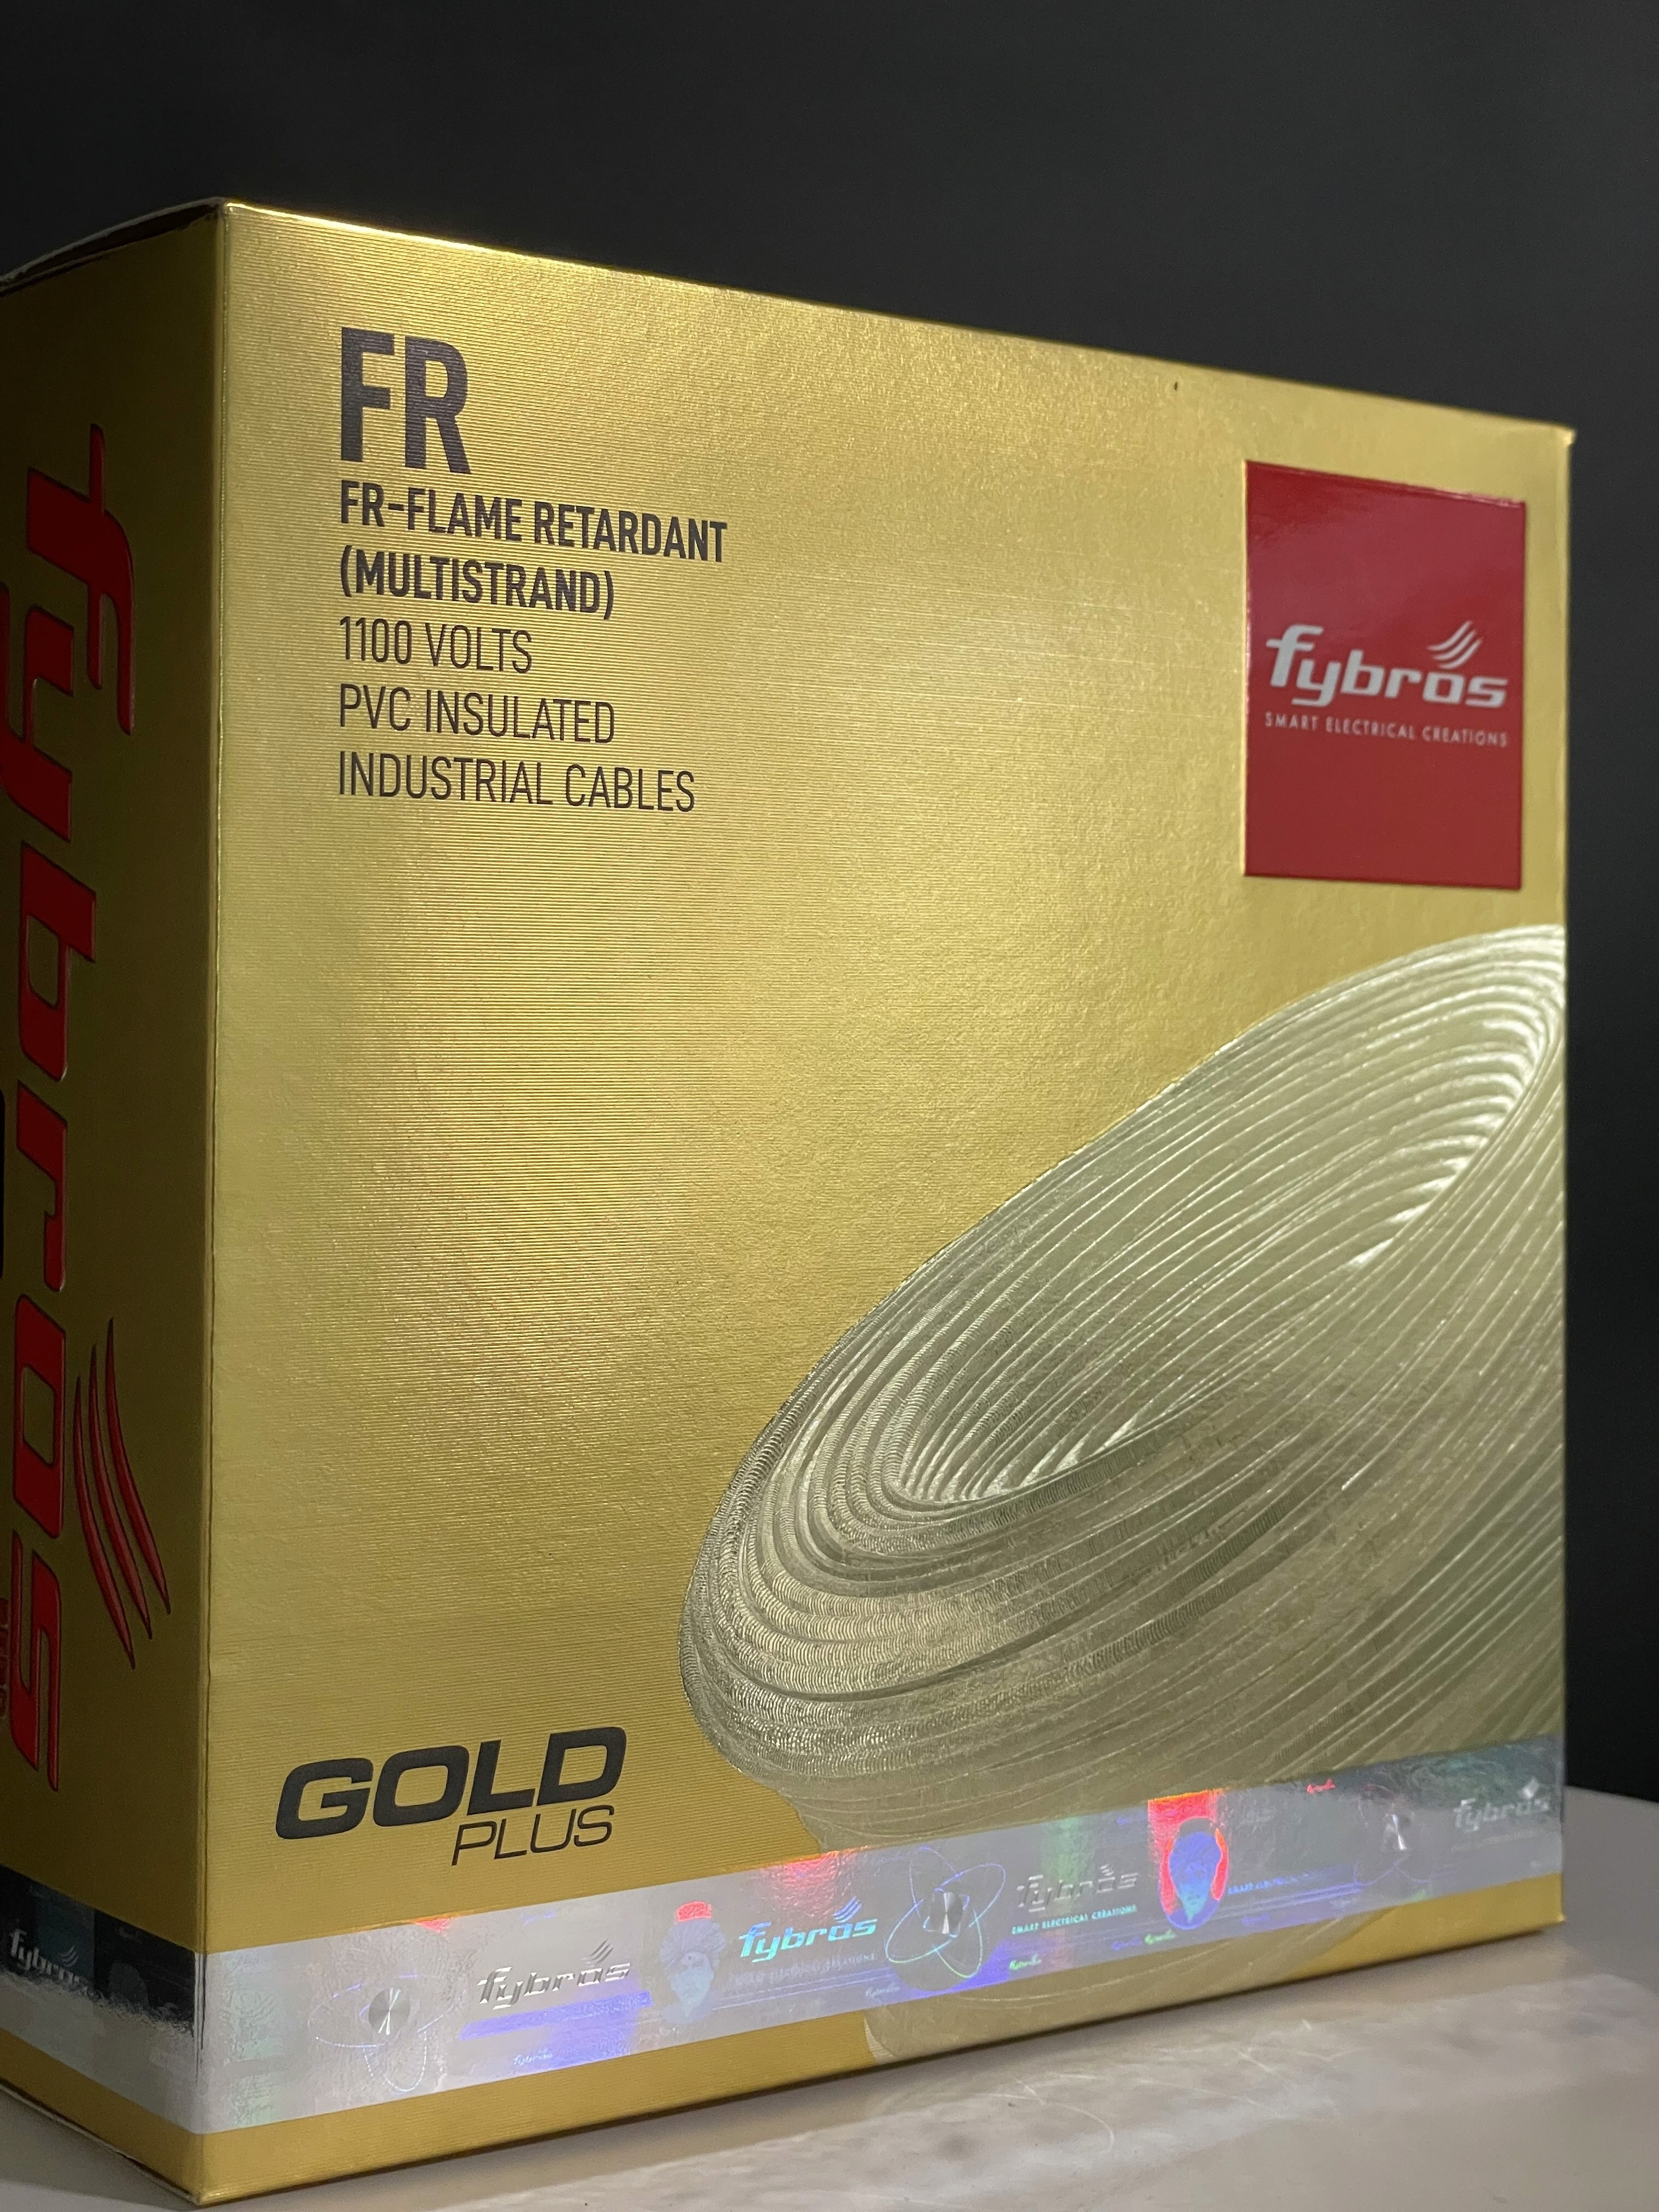 FR
FR-FLAME RETARDANT
(MULTISTRAND)
1100 VOLTS
PVC INSULATED
INDUSTRIAL CABLES
fybros
SMART ELECTRICAL CREATIONS
fybros
GOLD
PLUS
fybros
fybros
fybros
fybros
SMART ELECTRICAL CREATIONS
fybros